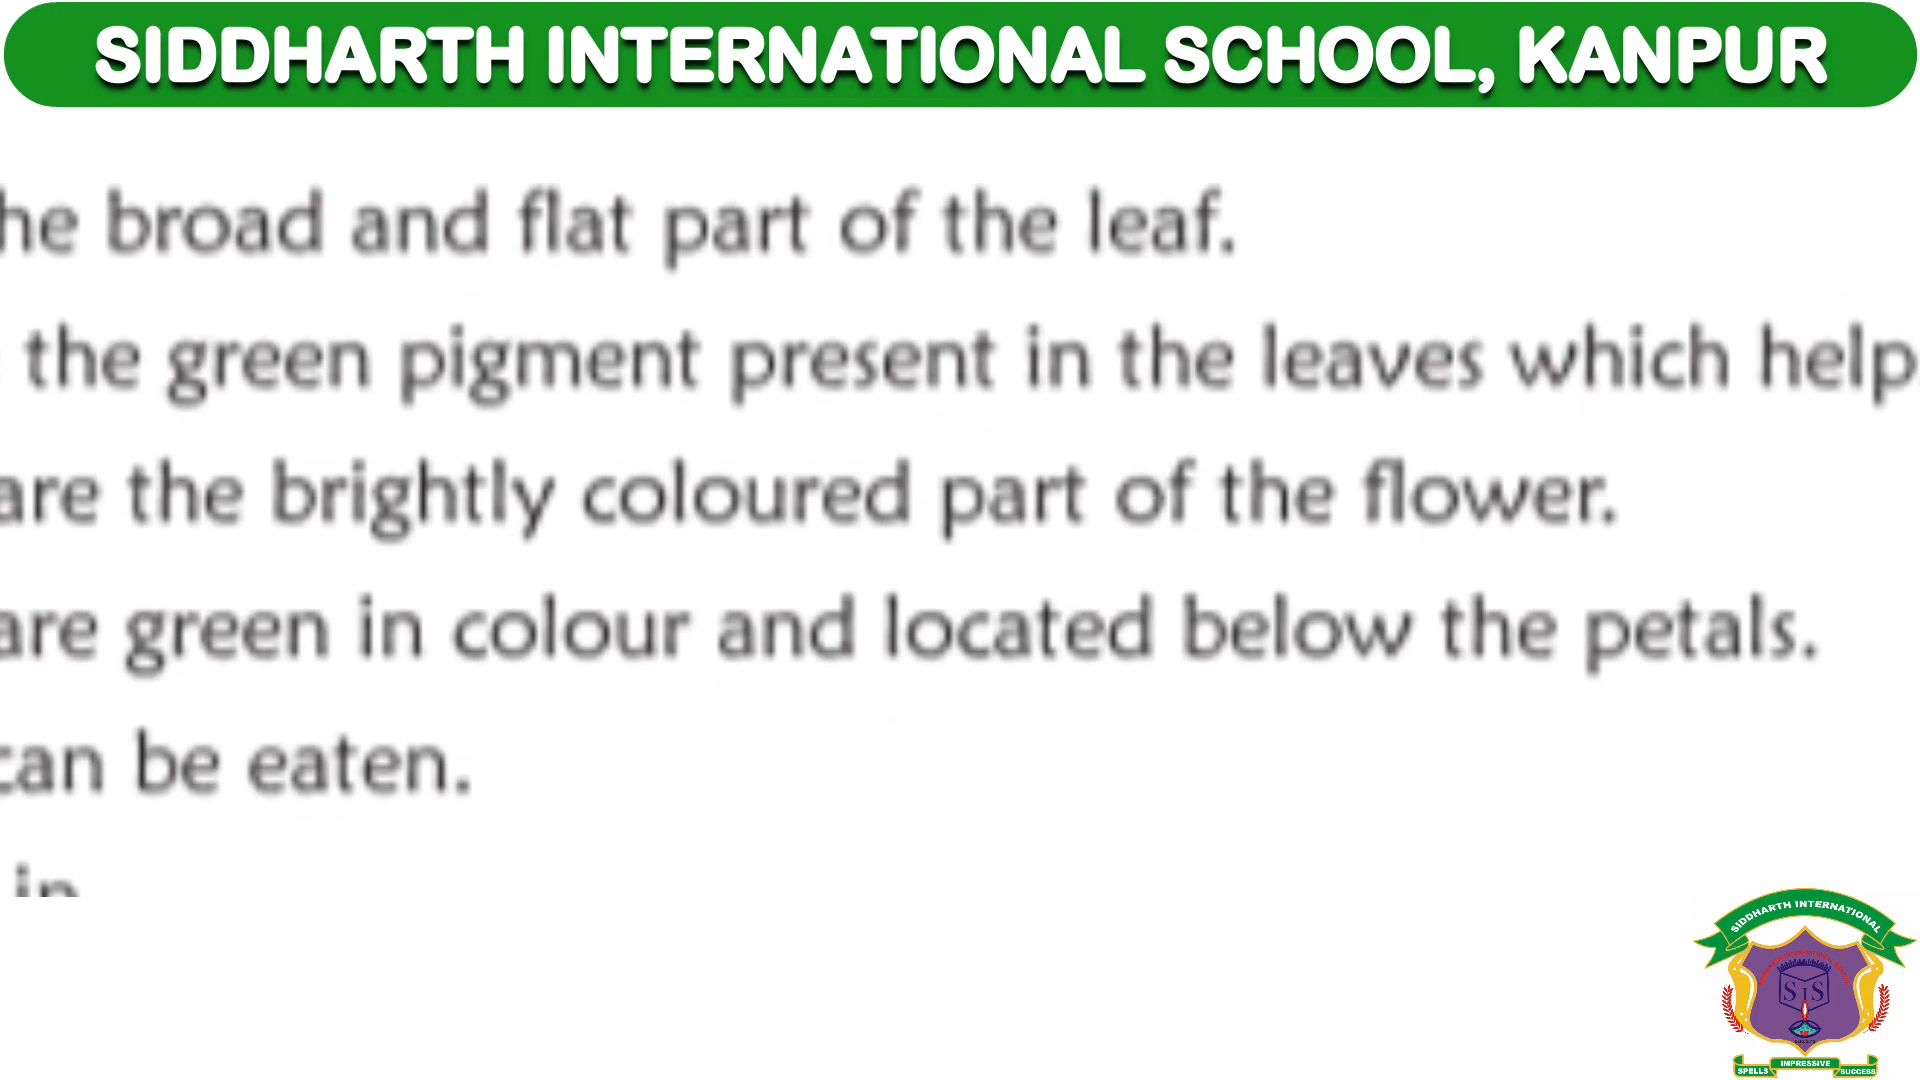 SIDDHARTH INTERNATIONAL SCHOOL, KANPUR
he broad and flat part of the leaf.
the green pigment present in the leaves which help
are the brightly coloured part of the flower.
are green in colour and located below the petals.
can be eaten.
in
SIDDHARTH INTERNATIONAL
SIS
SPELLS IMPRESSIVE SUCCESS